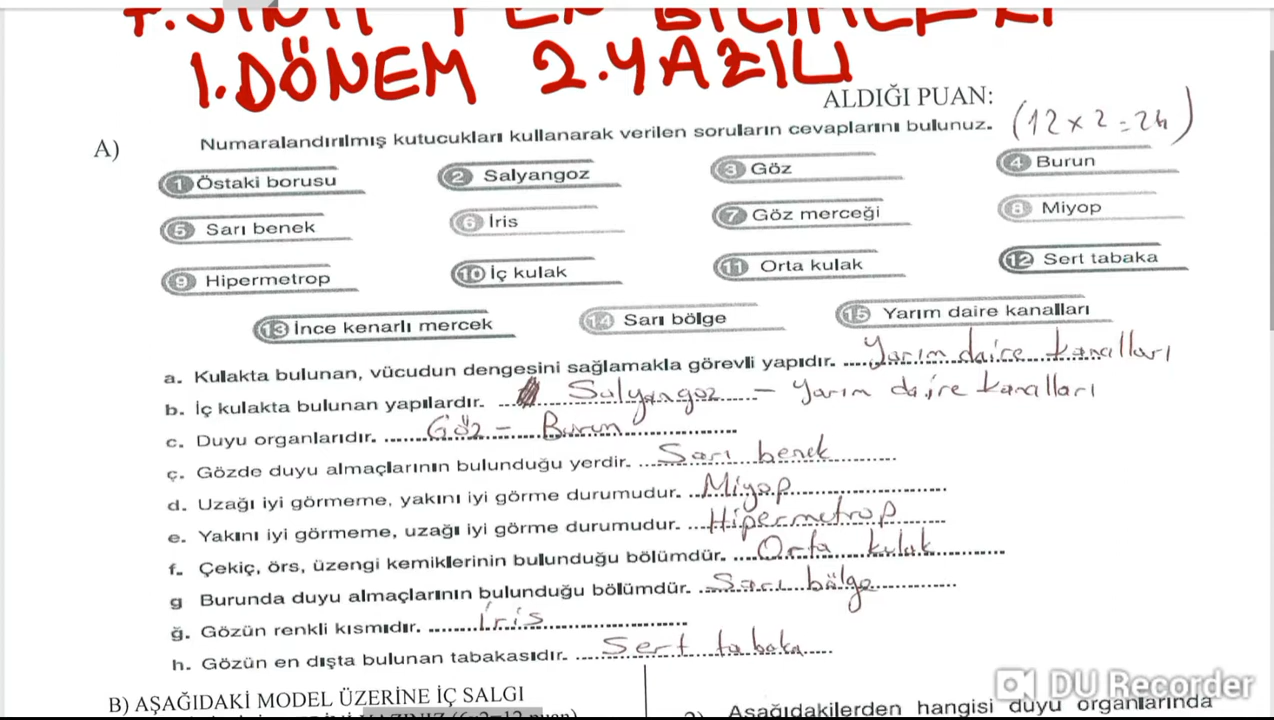 7. SINIF FEN BİLİMLERİ
1. DÖNEM 2. YAZILI
ALDIĞI PUAN:
A) Numaralandırılmış kutucukları kullanarak verilen soruların cevaplarını bulunuz. (12 x 2 = 24)
1 Östaki borusu 2 Salyangoz 3 Göz 4 Burun
5 Sarı benek 6 İris 7 Göz merceği 8 Miyop
9 Hipermetrop 10 İç kulak 11 Orta kulak 12 Sert tabaka
13 İnce kenarlı mercek 14 Sarı bölge 15 Yarım daire kanalları
a. Kulakta bulunan, vücudun dengesini sağlamakla görevli yapıdır. Yarım daire kanalları
b. İç kulakta bulunan yapılardır. Salyangoz - Yarım daire kanalları
c. Duyu organlarıdır. Göz - Burun
ç. Gözde duyu almaçlarının bulunduğu yerdir. Sarı benek
d. Uzağı iyi görmeme, yakını iyi görme durumudur. Miyop
e. Yakını iyi görmeme, uzağı iyi görme durumudur. Hipermetrop
f. Çekiç, örs, üzengi kemiklerinin bulunduğu bölümdür. Orta kulak
g Burunda duyu almaçlarının bulunduğu bölümdür. Sarı bölge
ğ. Gözün renkli kısmıdır. İris
h. Gözün en dışta bulunan tabakasıdır. Sert tabaka
B) AŞAĞIDAKİ MODEL ÜZERİNE İÇ SALGI
Aşağıdakilerden hangisi duyu organlarında
DU Recorder